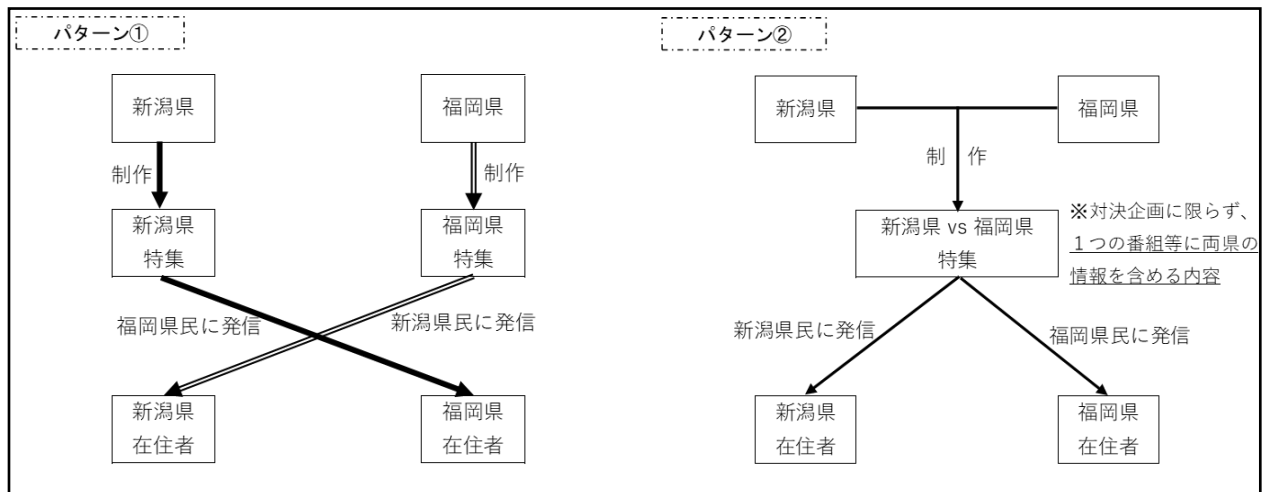 パターン①
新潟県
福岡県
制作
制作
新潟県
特集
福岡県
特集
福岡県民に発信
新潟県民に発信
新潟県
在住者
福岡県
在住者
パターン②
新潟県
福岡県
制 作
新潟県 vs 福岡県
特集
※対決企画に限らず、
１つの番組等に両県の
情報を含める内容
新潟県民に発信
福岡県民に発信
新潟県
在住者
福岡県
在住者